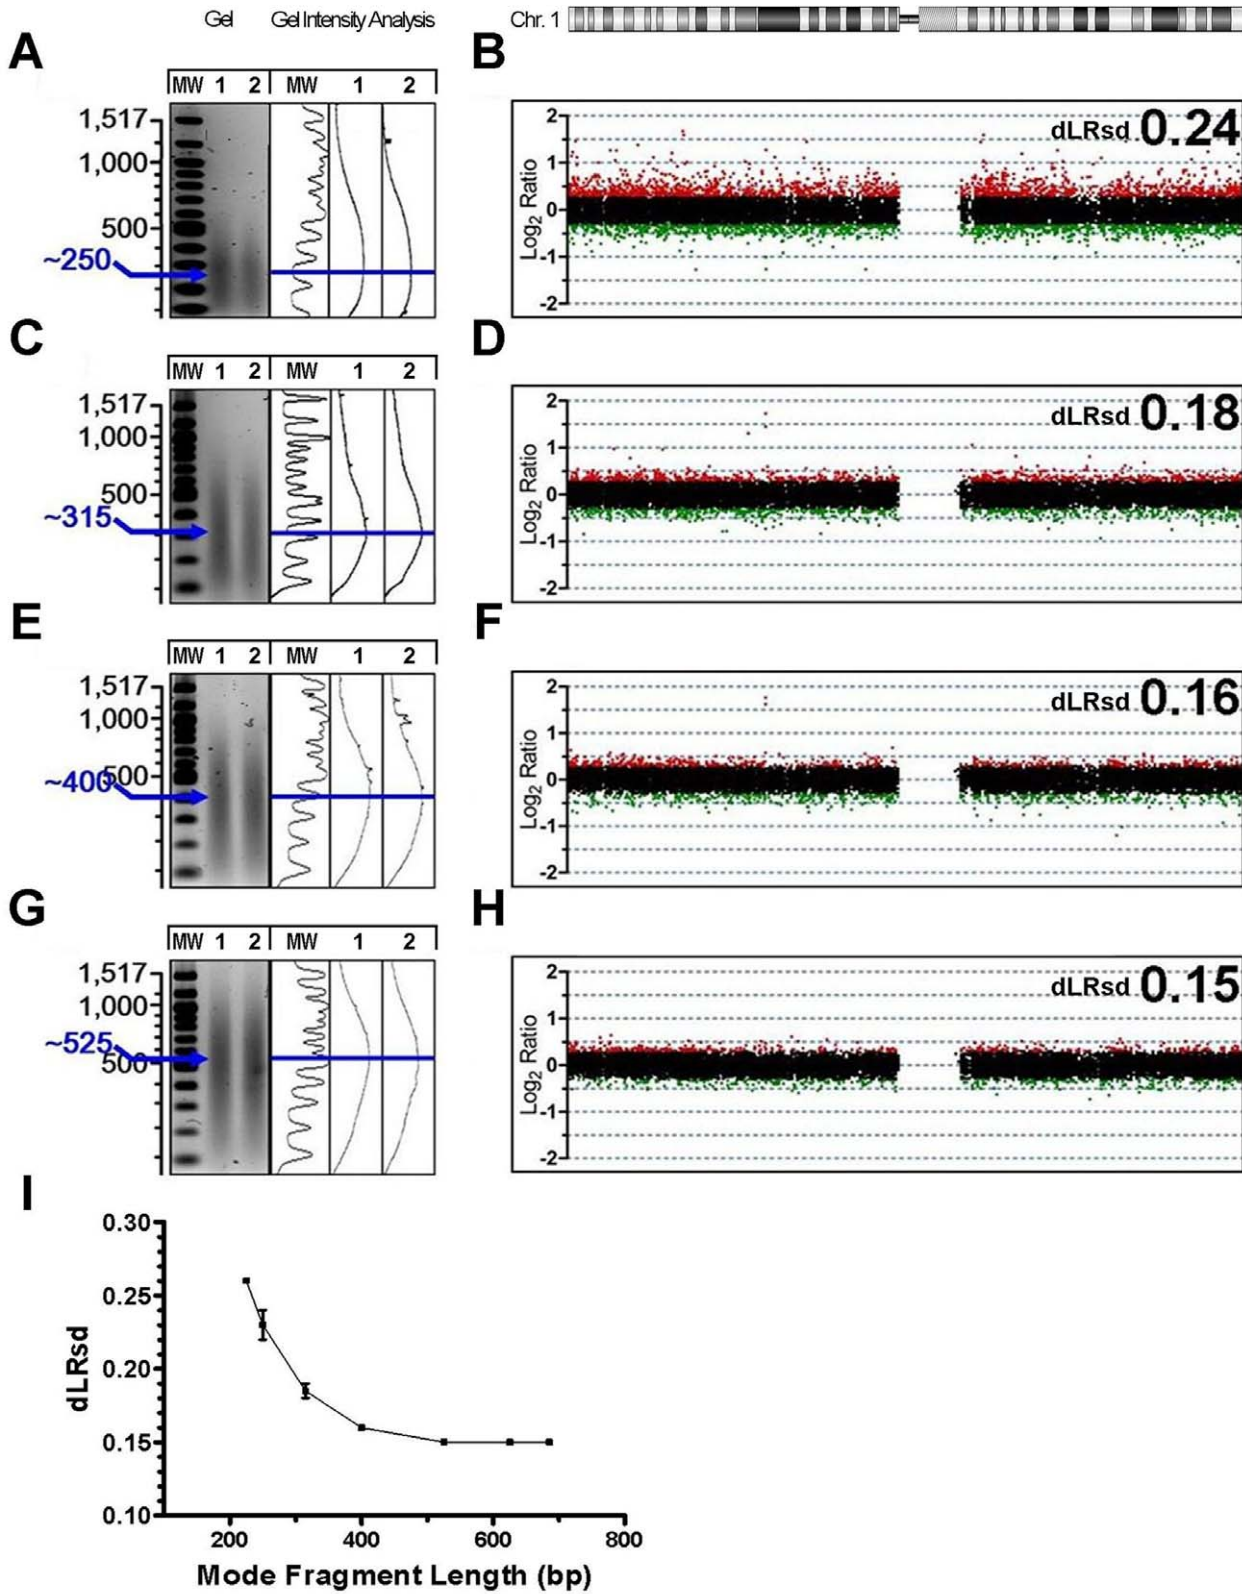 Gel Gel Intensity Analysis Chr. 1
A B
MW 1 2 MW 1 2
1,517
1,000
500
~250
2
1
0
-1
-2
Log2 Ratio
dLRsd 0.24
C D
MW 1 2 MW 1 2
1,517
1,000
500
~315
2
1
0
-1
-2
Log2 Ratio
dLRsd 0.18
E F
MW 1 2 MW 1 2
1,517
1,000
500
~400
2
1
0
-1
-2
Log2 Ratio
dLRsd 0.16
G H
MW 1 2 MW 1 2
1,517
1,000
~525
500
2
1
0
-1
-2
Log2 Ratio
dLRsd 0.15
I
0.30
0.25
0.20
0.15
0.10
dLRsd
200 400 600 800
Mode Fragment Length (bp)